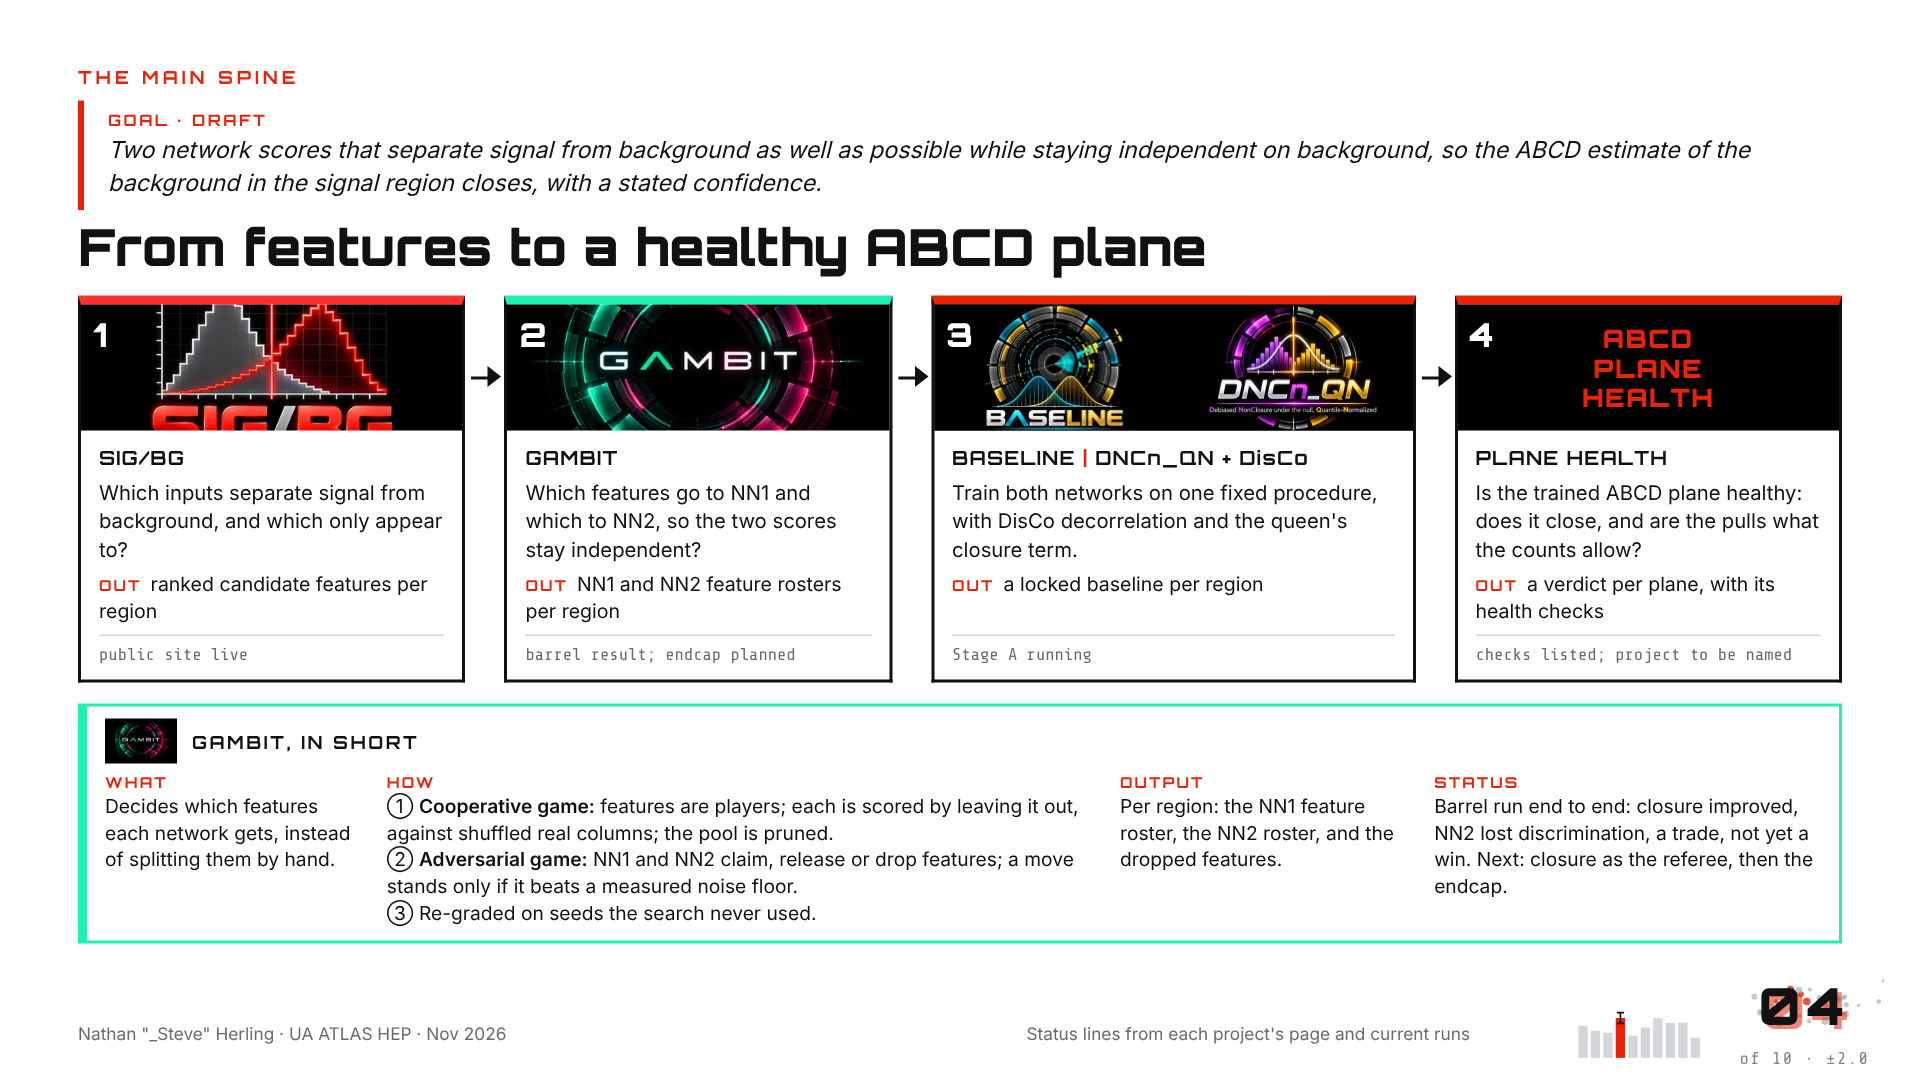 THE MAIN SPINE
GOAL · DRAFT
Two network scores that separate signal from background as well as possible while staying independent on background, so the ABCD estimate of the
background in the signal region closes, with a stated confidence.
From features to a healthy ABCD plane
1
SIG/BG
SIG/BG
Which inputs separate signal from
background, and which only appear
to?
OUT ranked candidate features per
region
public site live
2
GAMBIT
GAMBIT
Which features go to NN1 and
which to NN2, so the two scores
stay independent?
OUT NN1 and NN2 feature rosters
per region
barrel result; endcap planned
3
BASELINE
DNCn_QN
Debiased NonClosure under the null, Quantile-Normalized
BASELINE | DNCn_QN + DisCo
Train both networks on one fixed procedure,
with DisCo decorrelation and the queen's
closure term.
OUT a locked baseline per region
Stage A running
4
ABCD
PLANE
HEALTH
PLANE HEALTH
Is the trained ABCD plane healthy:
does it close, and are the pulls what
the counts allow?
OUT a verdict per plane, with its
health checks
checks listed; project to be named
GAMBIT
GAMBIT, IN SHORT
WHAT
Decides which features
each network gets, instead
of splitting them by hand.
HOW
① Cooperative game: features are players; each is scored by leaving it out,
against shuffled real columns; the pool is pruned.
② Adversarial game: NN1 and NN2 claim, release or drop features; a move
stands only if it beats a measured noise floor.
③ Re-graded on seeds the search never used.
OUTPUT
Per region: the NN1 feature
roster, the NN2 roster, and the
dropped features.
STATUS
Barrel run end to end: closure improved,
NN2 lost discrimination, a trade, not yet a
win. Next: closure as the referee, then the
endcap.
Nathan "_Steve" Herling · UA ATLAS HEP · Nov 2026
Status lines from each project's page and current runs
04
of 10 · ±2.0